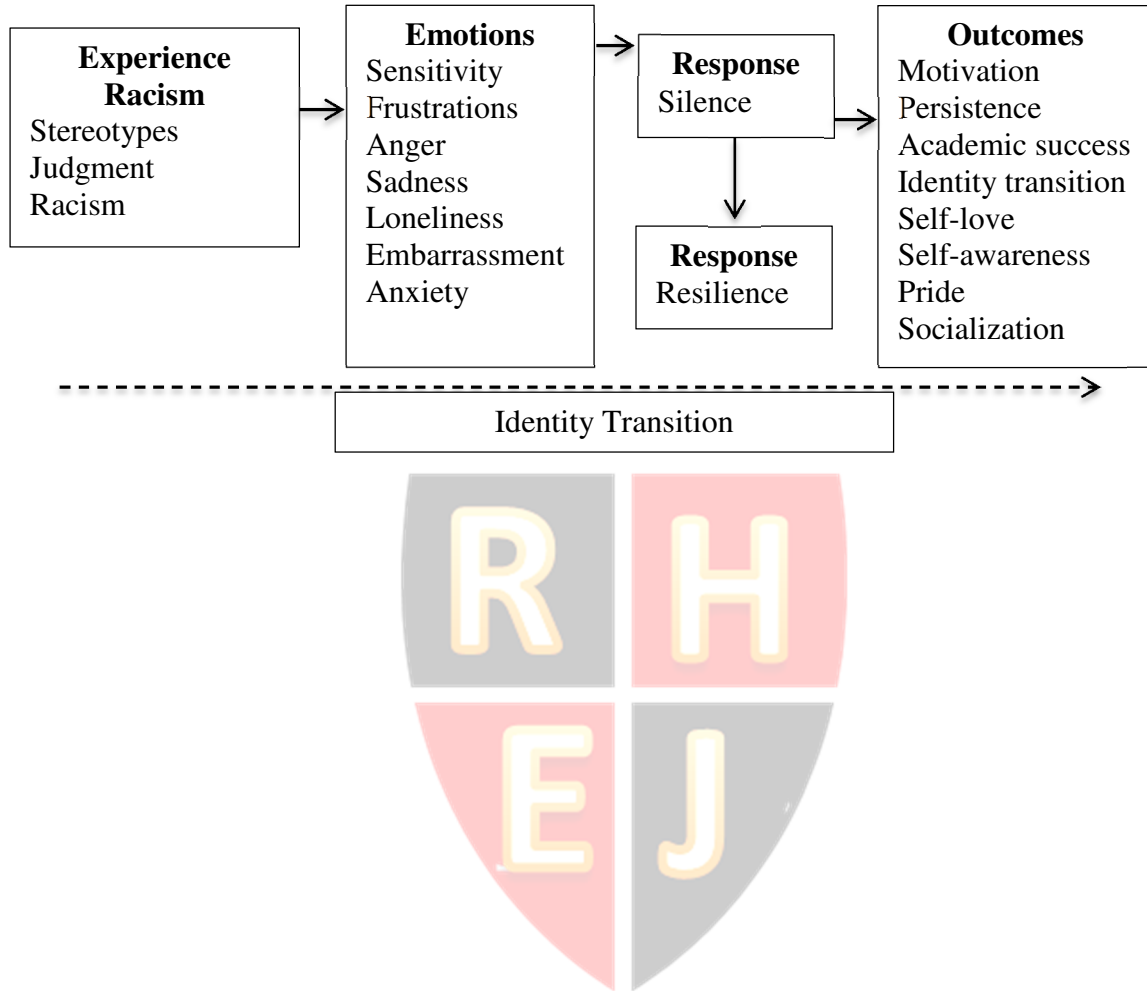 Experience
Racism
Stereotypes
Judgment
Racism
Emotions
Sensitivity
Frustrations
Anger
Sadness
Loneliness
Embarrassment
Anxiety
Response
Silence
Response
Resilience
Outcomes
Motivation
Persistence
Academic success
Identity transition
Self-love
Self-awareness
Pride
Socialization
Identity Transition
R H
E J